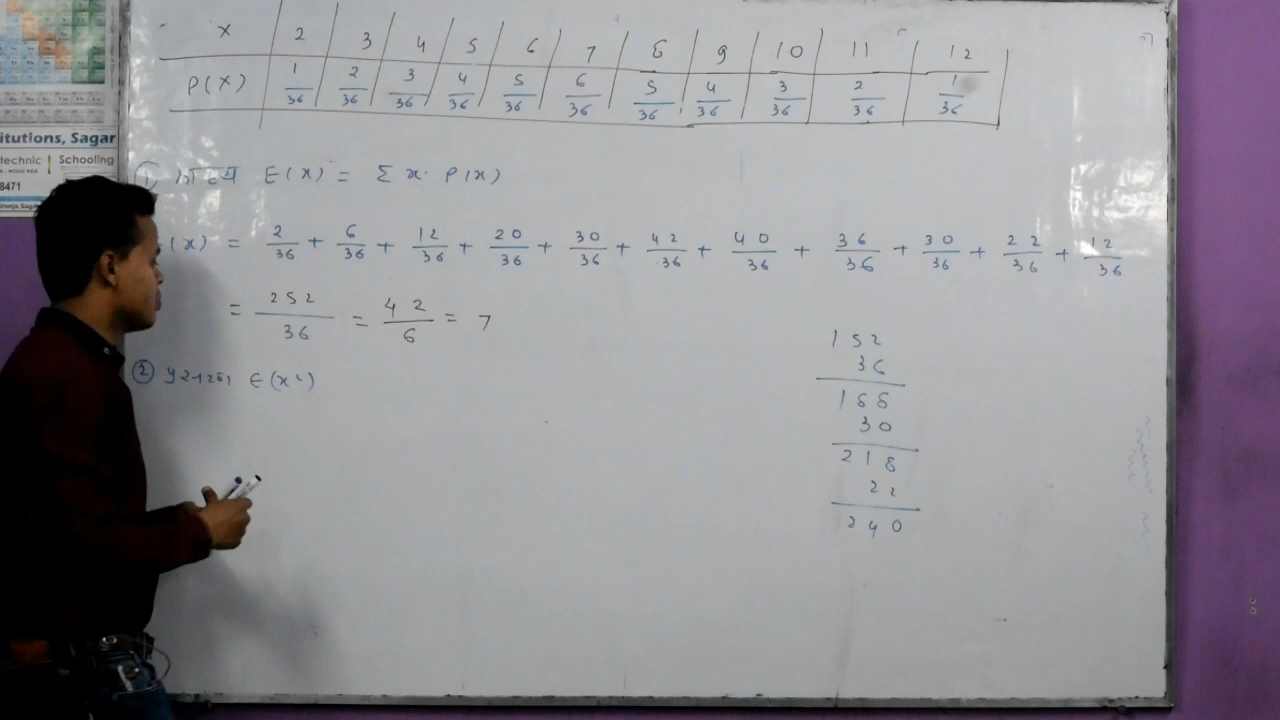 x 2 3 4 5 6 7 8 9 10 11 12
P(x) 1/36 2/36 3/36 4/36 5/36 6/36 5/36 4/36 3/36 2/36 1/36
itutions, Sagar
technic Schooling
8471
① माध्य E(x) = Σ x. P(x)
(x) = 2/36 + 6/36 + 12/36 + 20/36 + 30/36 + 42/36 + 40/36 + 36/36 + 30/36 + 22/36 + 12/36
= 252/36 = 42/6 = 7
② E(x²)
152
36
188
30
218
22
240